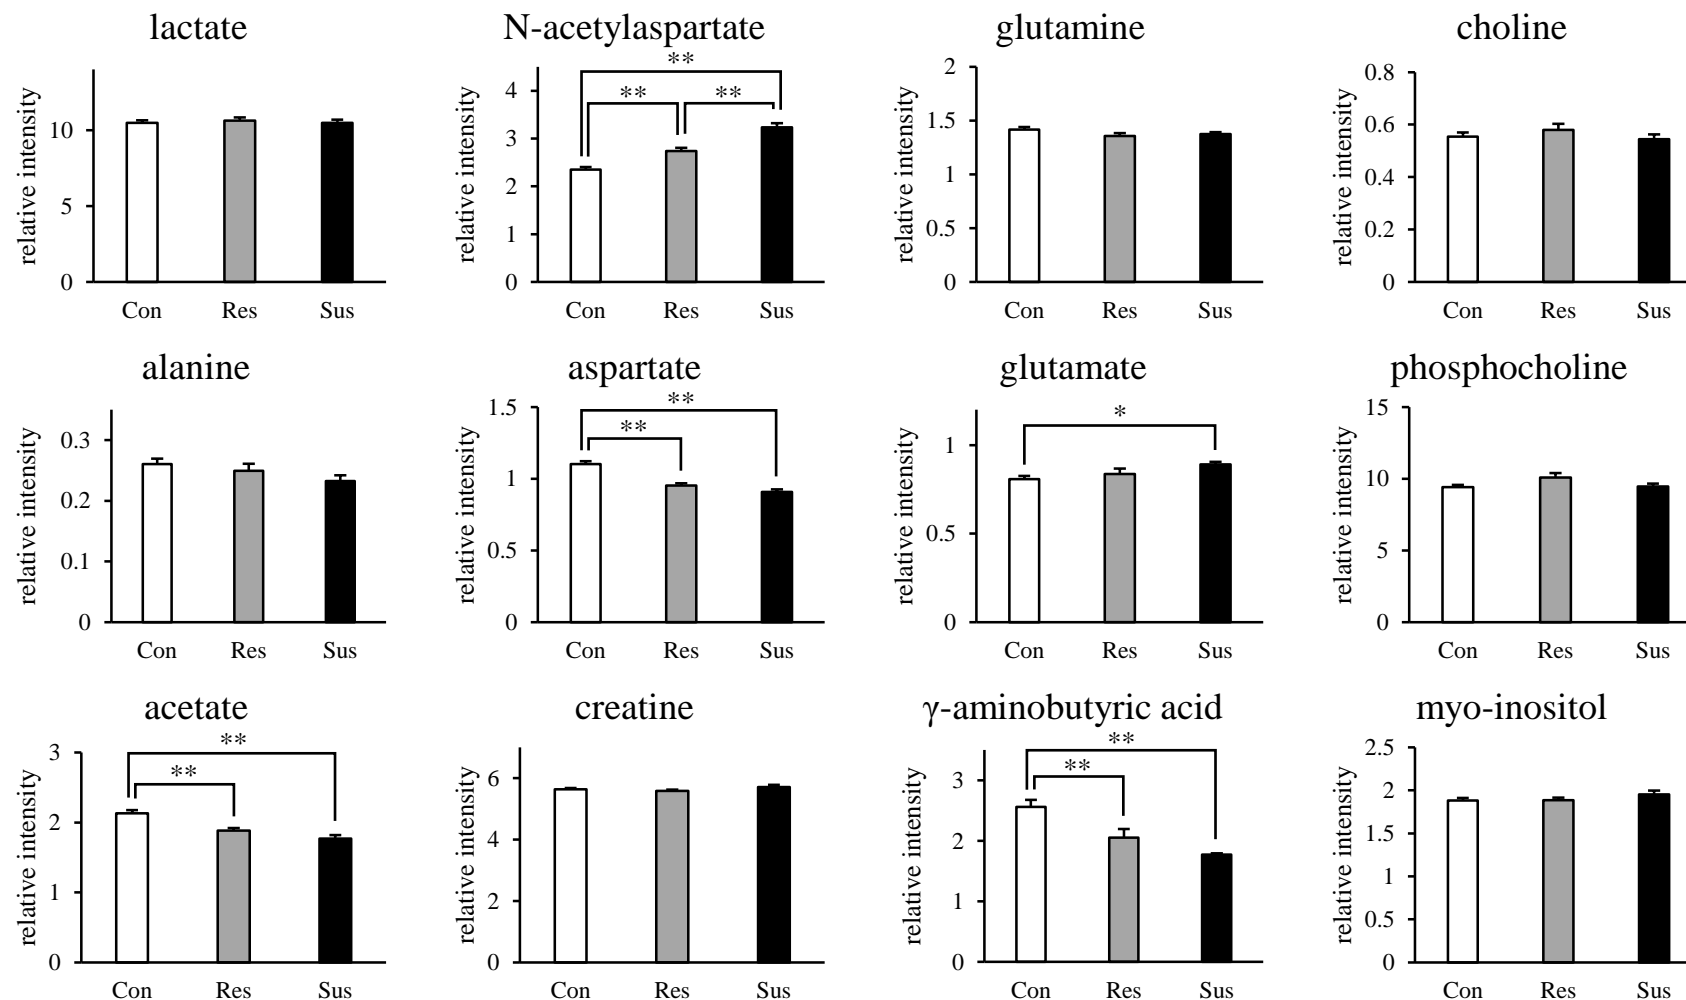 lactate
relative intensity
10
5
0
Con Res Sus
N-acetylaspartate
relative intensity
**
** **
4
3
2
1
0
Con Res Sus
glutamine
relative intensity
2
1.5
1
0.5
0
Con Res Sus
choline
relative intensity
0.8
0.6
0.4
0.2
0
Con Res Sus
alanine
relative intensity
0.3
0.2
0.1
0
Con Res Sus
aspartate
relative intensity
**
**
1.5
1
0.5
0
Con Res Sus
glutamate
relative intensity
*
1
0.5
0
Con Res Sus
phosphocholine
relative intensity
15
10
5
0
Con Res Sus
acetate
relative intensity
**
**
3
2
1
0
Con Res Sus
creatine
relative intensity
6
4
2
0
Con Res Sus
γ-aminobutyric acid
relative intensity
**
**
3
2
1
0
Con Res Sus
myo-inositol
relative intensity
2.5
2
1.5
1
0.5
0
Con Res Sus